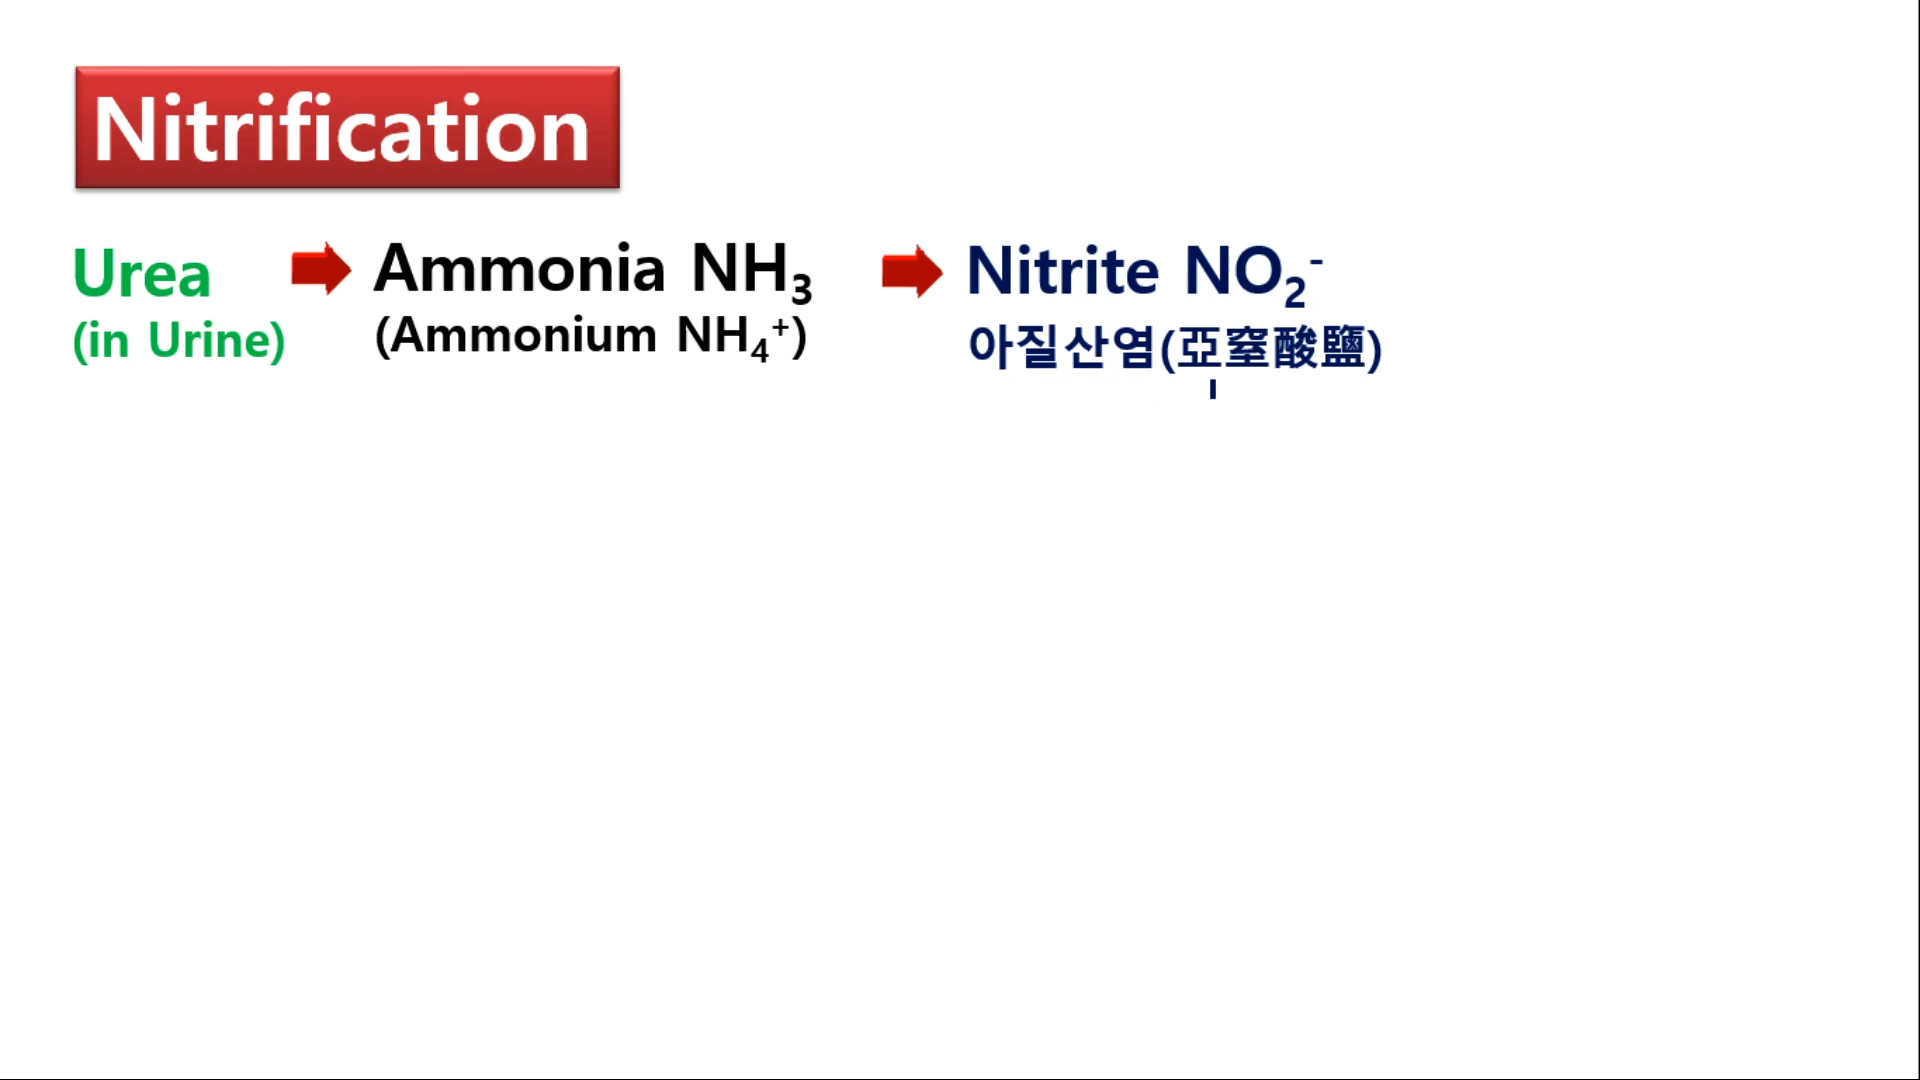 Nitrification
Urea
(in Urine)
Ammonia NH₃
(Ammonium NH₄⁺)
Nitrite NO₂⁻
아질산염(亞窒酸鹽)